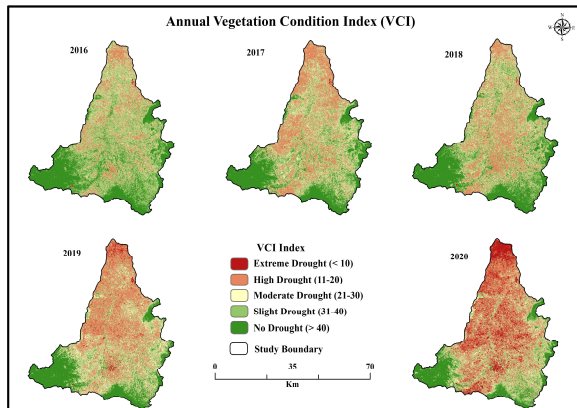 Annual Vegetation Condition Index (VCI)
N
W
E
S
2016
2017
2018
2019
2020
VCI Index
Extreme Drought (< 10)
High Drought (11-20)
Moderate Drought (21-30)
Slight Drought (31-40)
No Drought (> 40)
Study Boundary
0 35 70
Km